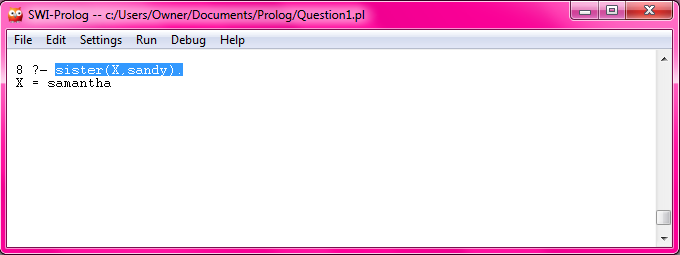 SWI-Prolog -- c:/Users/Owner/Documents/Prolog/Question1.pl
File Edit Settings Run Debug Help
8 ?- sister(X,sandy).
X = samantha